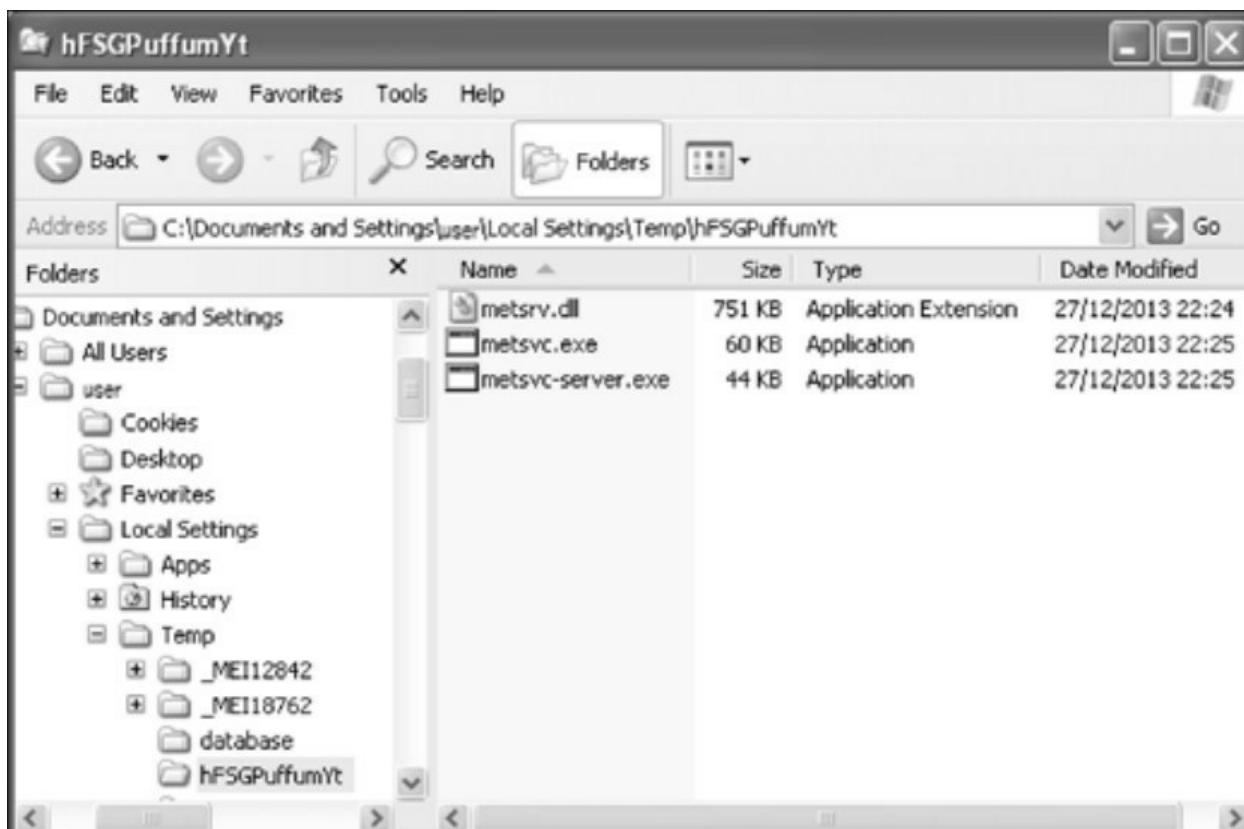 hFSGPuffumYt
File Edit View Favorites Tools Help
Back Search Folders
Address C:\Documents and Settings\user\Local Settings\Temp\hFSGPuffumYt Go
Folders Name Size Type Date Modified
Documents and Settings metsrv.dll 751 KB Application Extension 27/12/2013 22:24
All Users metsvc.exe 60 KB Application 27/12/2013 22:25
user metsvc-server.exe 44 KB Application 27/12/2013 22:25
Cookies
Desktop
Favorites
Local Settings
Apps
History
Temp
_MEI12842
_MEI18762
database
hFSGPuffumYt